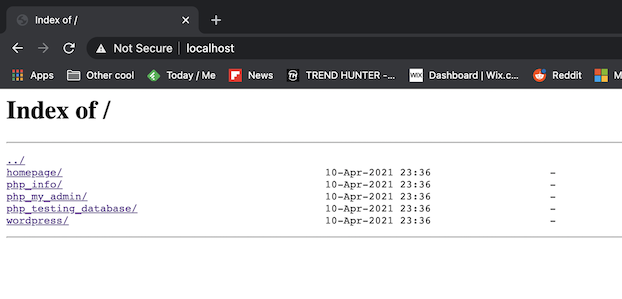 Index of /
Not Secure | localhost
Apps Other cool Today / Me News TH TREND HUNTER -... WIX Dashboard | Wix.c... Reddit M
Index of /
../
homepage/ 10-Apr-2021 23:36 -
php_info/ 10-Apr-2021 23:36 -
php_my_admin/ 10-Apr-2021 23:36 -
php_testing_database/ 10-Apr-2021 23:36 -
wordpress/ 10-Apr-2021 23:36 -